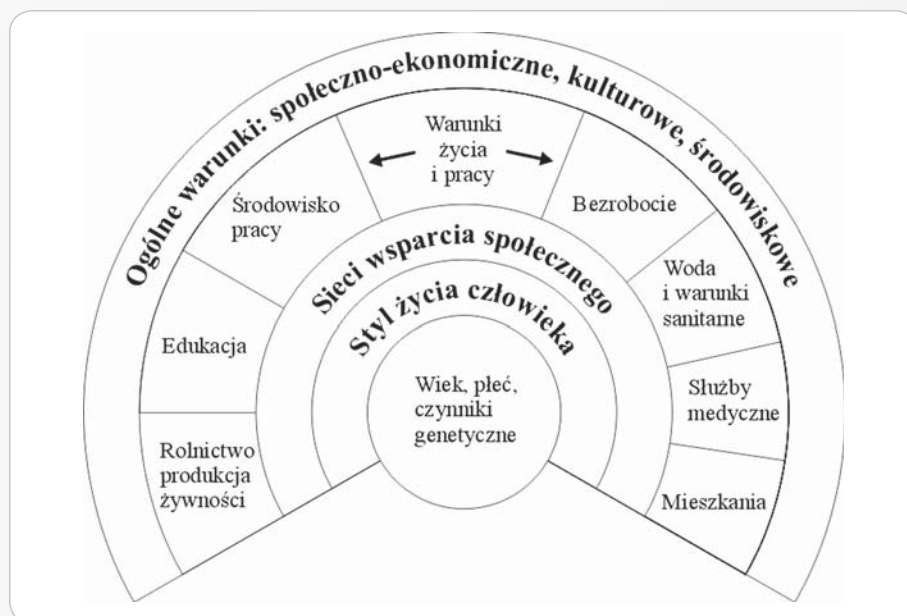 Ogólne warunki: społeczno-ekonomiczne, kulturowe, środowiskowe
Warunki
życia
i pracy
Środowisko
pracy
Bezrobocie
Sieci wsparcia społecznego
Woda
i warunki
sanitarne
Styl życia człowieka
Edukacja
Wiek, płeć,
czynniki
genetyczne
Służby
medyczne
Rolnictwo
produkcja
żywności
Mieszkania